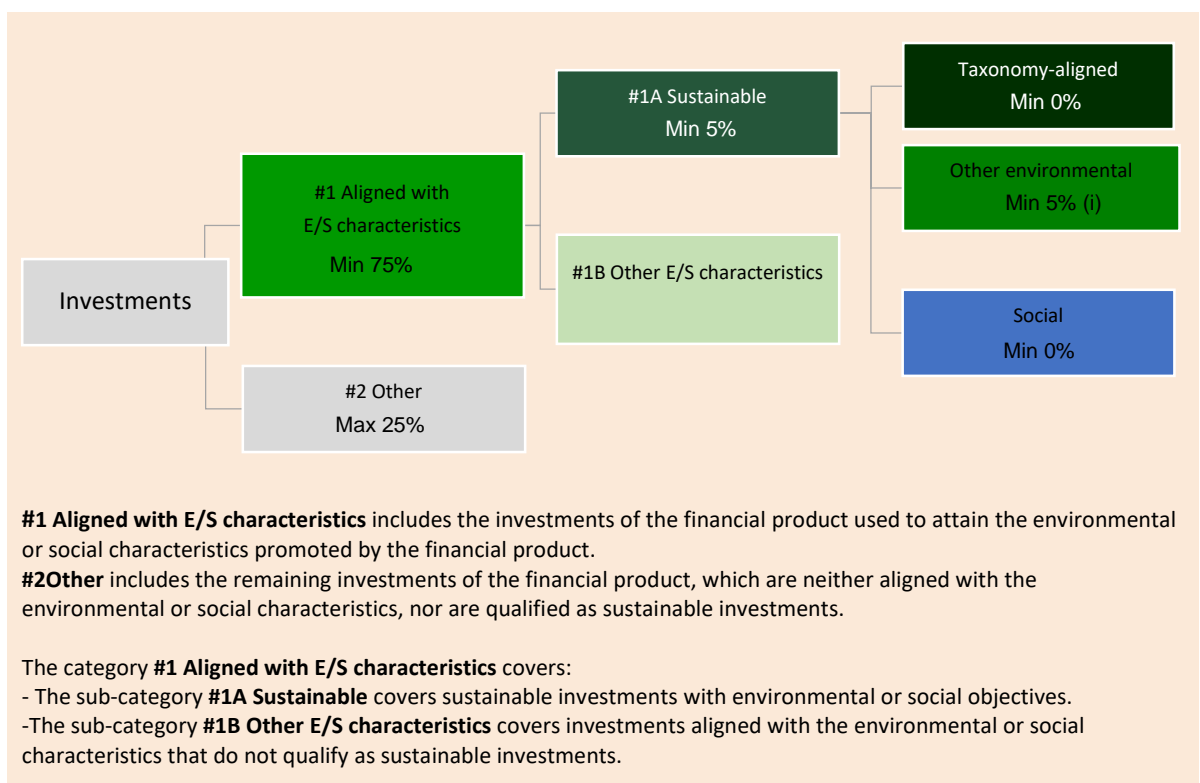 Investments
#1 Aligned with
E/S characteristics
Min 75%
#2 Other
Max 25%
#1A Sustainable
Min 5%
#1B Other E/S characteristics
Taxonomy-aligned
Min 0%
Other environmental
Min 5% (i)
Social
Min 0%
#1 Aligned with E/S characteristics includes the investments of the financial product used to attain the environmental
or social characteristics promoted by the financial product.
#2Other includes the remaining investments of the financial product, which are neither aligned with the
environmental or social characteristics, nor are qualified as sustainable investments.
The category #1 Aligned with E/S characteristics covers:
- The sub-category #1A Sustainable covers sustainable investments with environmental or social objectives.
-The sub-category #1B Other E/S characteristics covers investments aligned with the environmental or social
characteristics that do not qualify as sustainable investments.